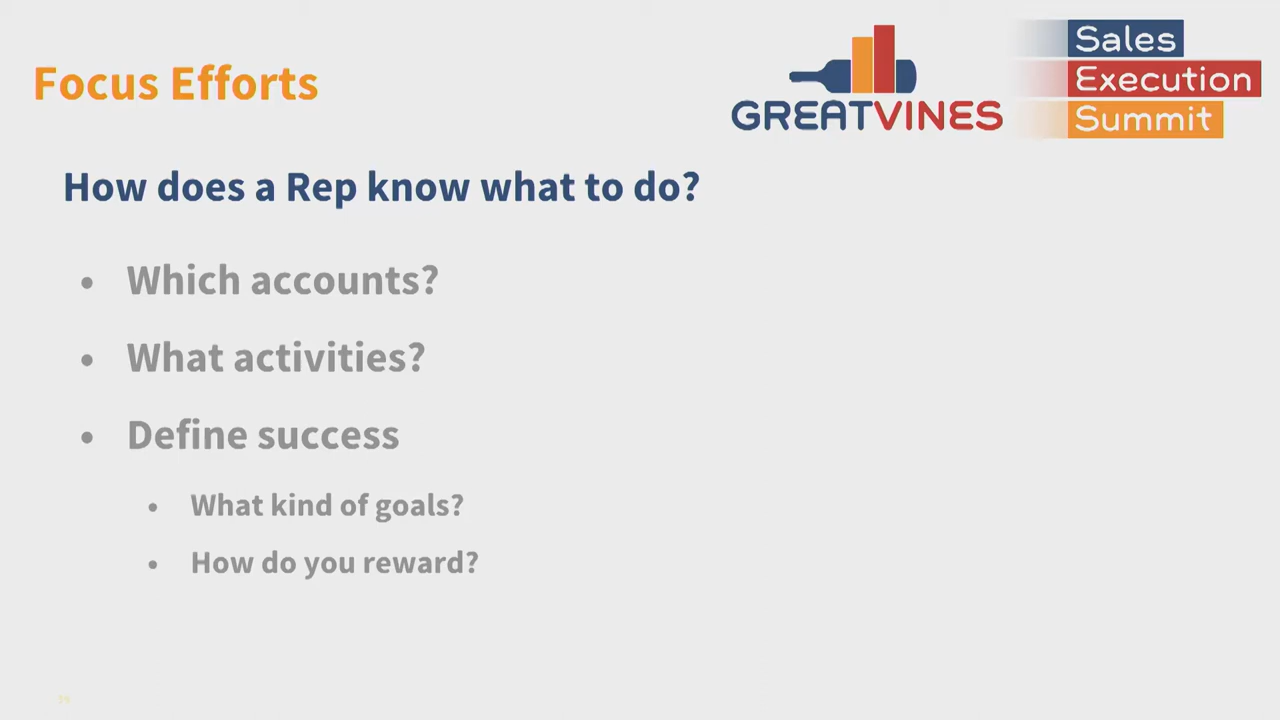 Focus Efforts
GREATVINES
Sales
Execution
Summit
How does a Rep know what to do?
• Which accounts?
• What activities?
• Define success
• What kind of goals?
• How do you reward?